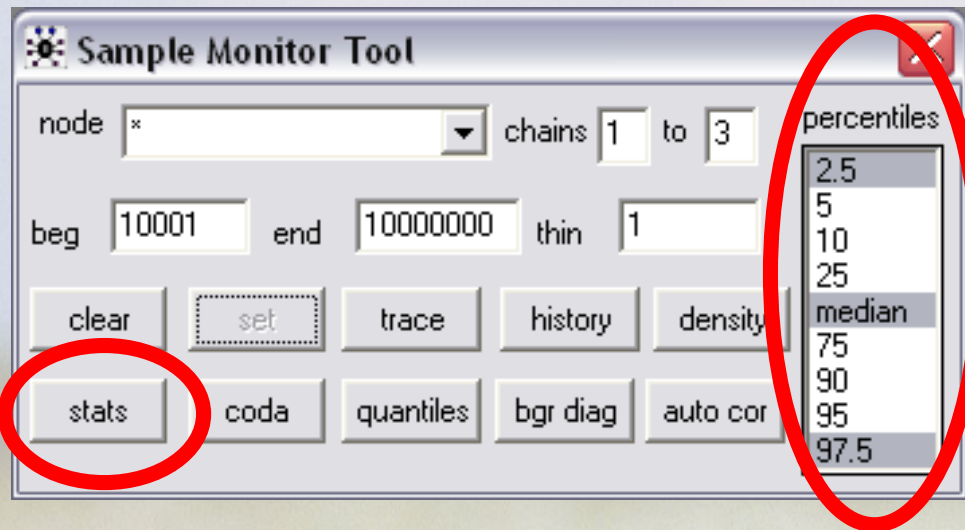 Sample Monitor Tool
node * chains 1 to 3
percentiles
2.5
5
10
25
median
75
90
95
97.5
beg 10001 end 10000000 thin 1
clear set trace history density
stats coda quantiles bgr diag auto cor